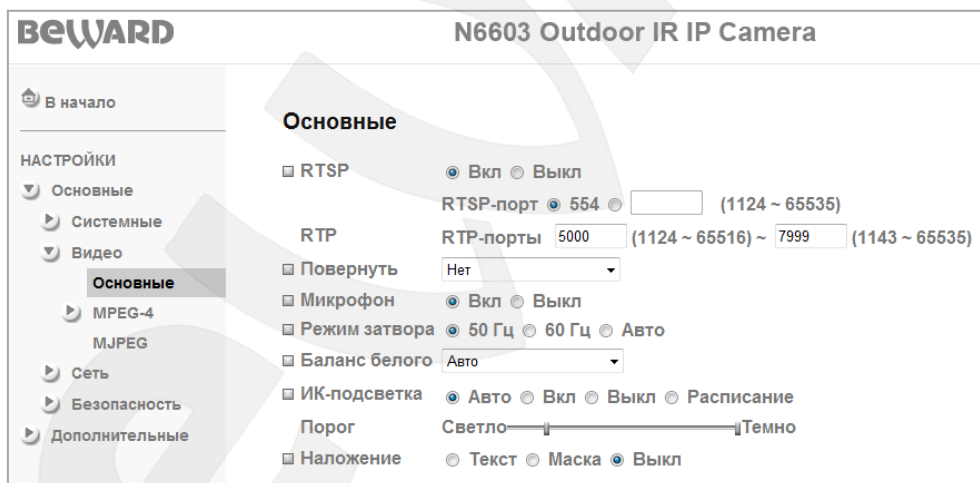 BEWARD
N6603 Outdoor IR IP Camera
В начало
НАСТРОЙКИ
Основные
Системные
Видео
Основные
MPEG-4
MJPEG
Сеть
Безопасность
Дополнительные
Основные
RTSP Вкл Выкл
RTSP-порт 554 (1124 ~ 65535)
RTP RTP-порты 5000 (1124 ~ 65516) ~ 7999 (1143 ~ 65535)
Повернуть Нет
Микрофон Вкл Выкл
Режим затвора 50 Гц 60 Гц Авто
Баланс белого Авто
ИК-подсветка Авто Вкл Выкл Расписание
Порог Светло Темно
Наложение Текст Маска Выкл